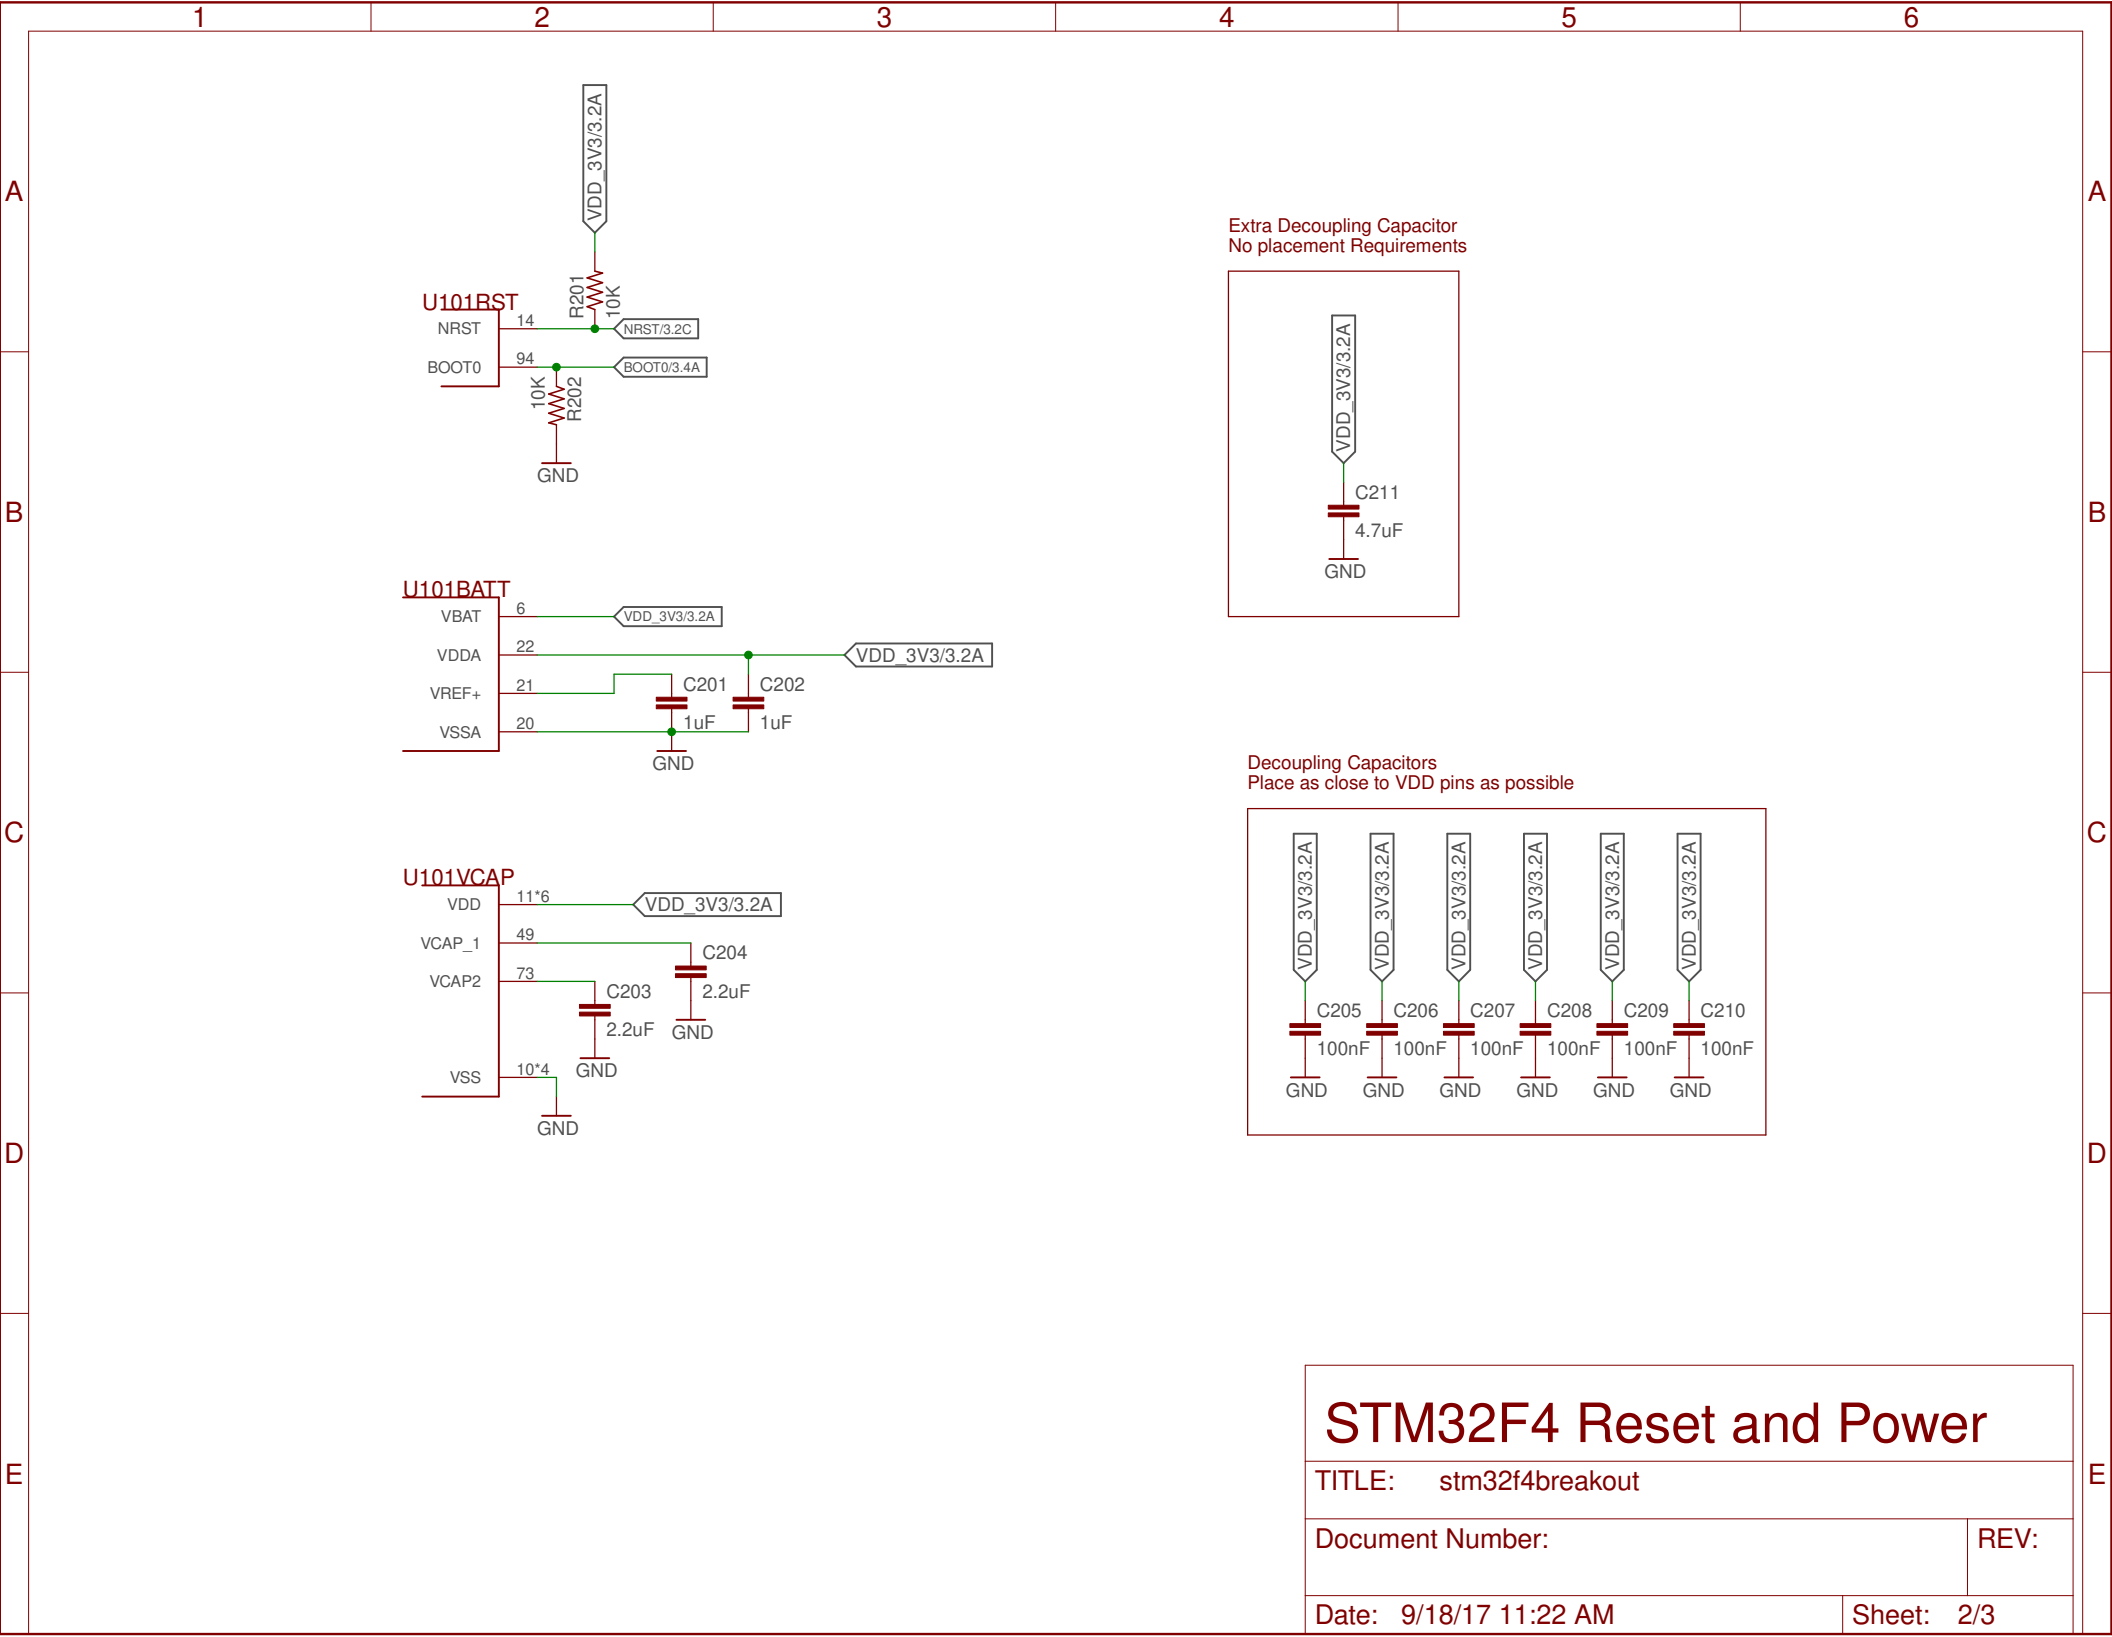 1 2 3 4 5 6
A A
B B
C C
D D
E E
VDD_3V3/3.2A
R201
10K
U101RST
NRST 14 NRST/3.2C
BOOT0 94 BOOT0/3.4A
10K
R202
GND
U101BATT
VBAT 6 VDD_3V3/3.2A
VDDA 22 VDD_3V3/3.2A
VREF+ 21 C201 C202
1uF 1uF
VSSA 20
GND
U101VCAP
VDD 11*6 VDD_3V3/3.2A
VCAP_1 49
C204
2.2uF
GND
VCAP2 73
C203
2.2uF
GND
VSS 10*4
GND
Extra Decoupling Capacitor
No placement Requirements
VDD_3V3/3.2A
C211
4.7uF
GND
Decoupling Capacitors
Place as close to VDD pins as possible
VDD_3V3/3.2A VDD_3V3/3.2A VDD_3V3/3.2A VDD_3V3/3.2A VDD_3V3/3.2A VDD_3V3/3.2A
C205 C206 C207 C208 C209 C210
100nF 100nF 100nF 100nF 100nF 100nF
GND GND GND GND GND GND
STM32F4 Reset and Power
TITLE: stm32f4breakout
Document Number: REV:
Date: 9/18/17 11:22 AM Sheet: 2/3